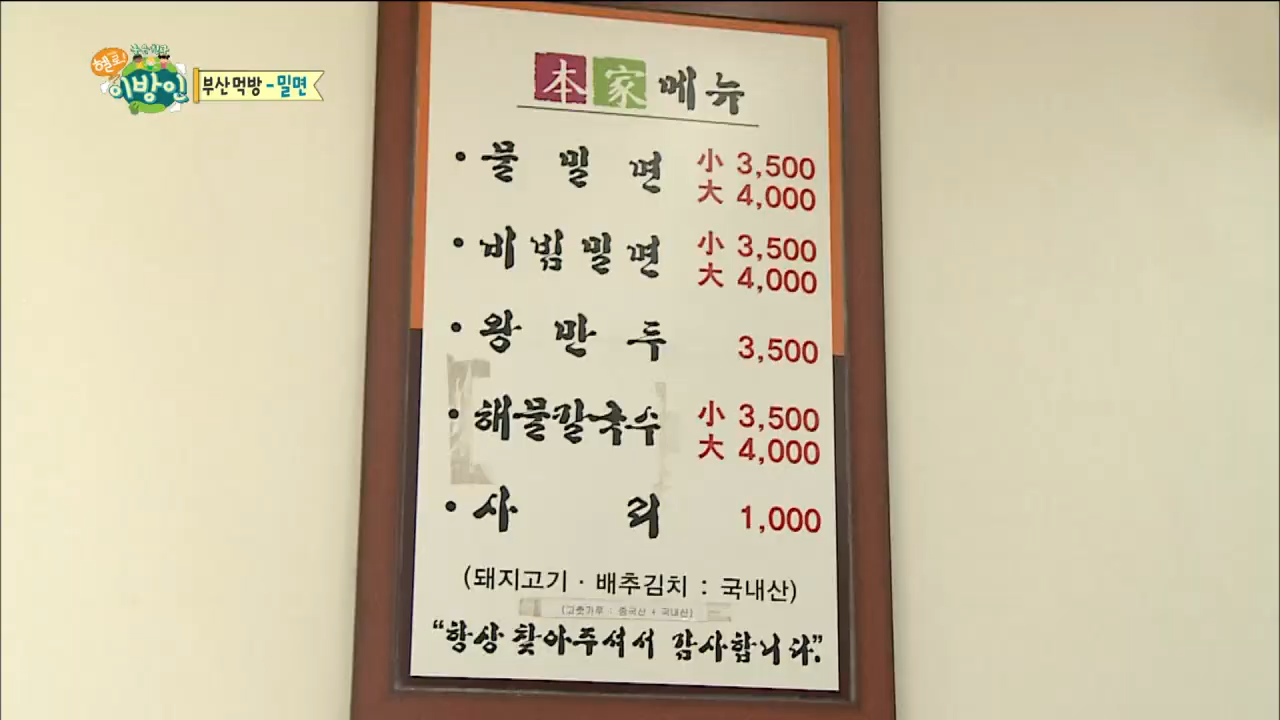 헬로!
이방인
부산먹방-밀면
本家 메뉴
• 물밀면 小 3,500
大 4,000
• 비빔밀면 小 3,500
大 4,000
• 왕만두 3,500
• 해물칼국수 小 3,500
大 4,000
• 사리 1,000
(돼지고기 · 배추김치 : 국내산)
(고춧가루 : 중국산 + 국내산)
“항상 찾아주셔서 감사합니다”.